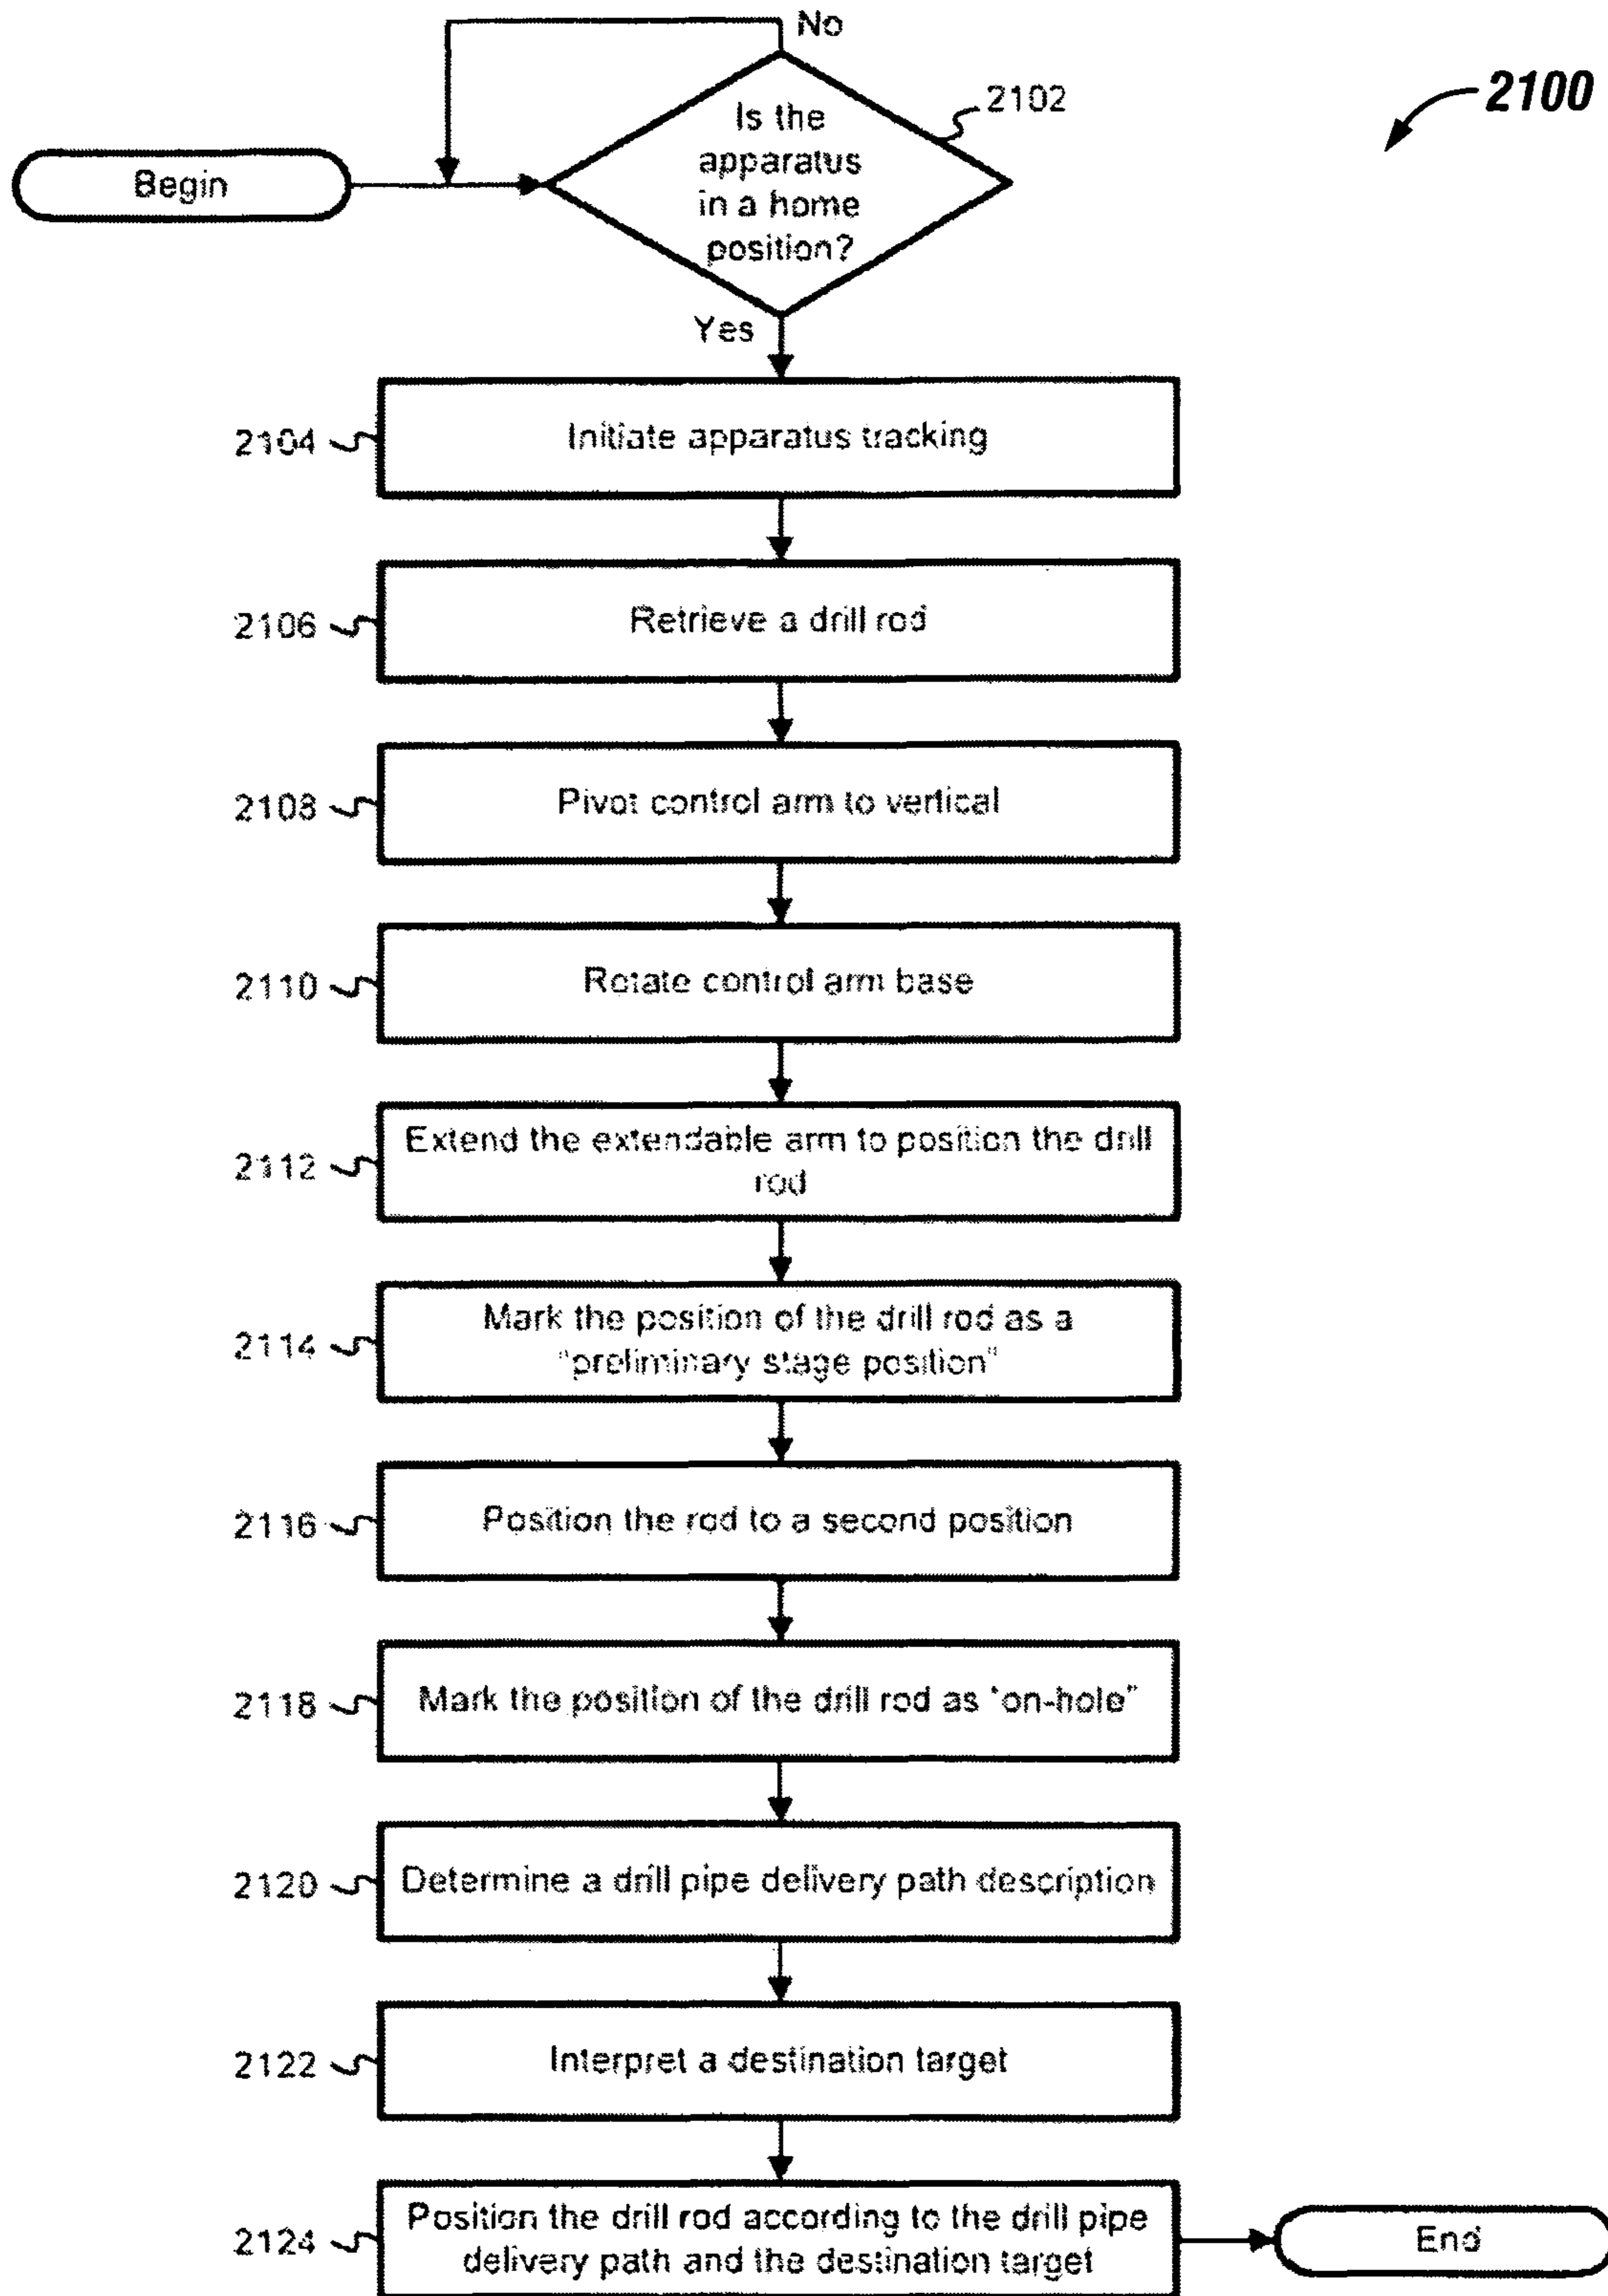 No
2100
2102
Is the
apparatus
in a home
position?
Begin
Yes
2104
Initiate apparatus tracking
2106
Retrieve a drill rod
2108
Pivot control arm to vertical
2110
Rotate control arm base
2112
Extend the extendable arm to position the drill
rod
2114
Mark the position of the drill rod as a
"preliminary stage position"
2116
Position the rod to a second position
2118
Mark the position of the drill rod as "on-hole"
2120
Determine a drill pipe delivery path description
2122
Interpret a destination target
2124
Position the drill rod according to the drill pipe
delivery path and the destination target
End